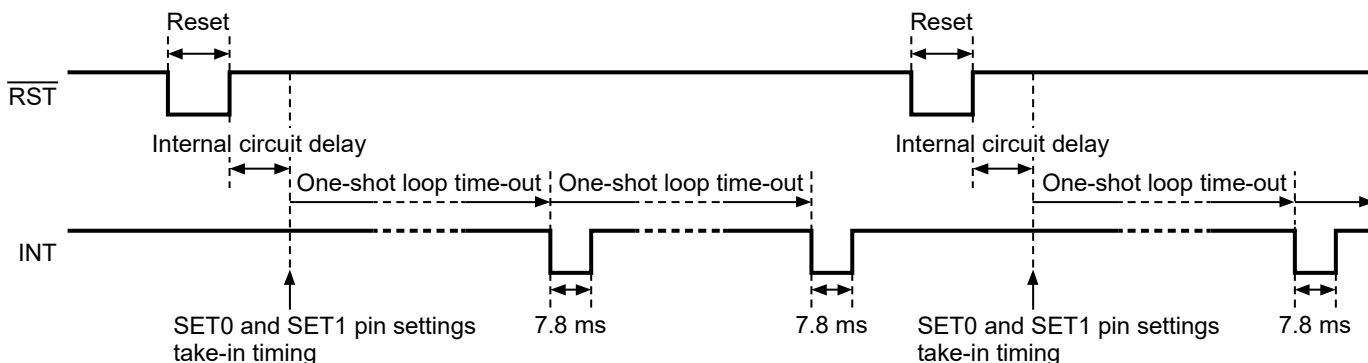 Reset
Reset
RST
Internal circuit delay
Internal circuit delay
One-shot loop time-out
One-shot loop time-out
One-shot loop time-out
INT
SET0 and SET1 pin settings
take-in timing
7.8 ms
7.8 ms
SET0 and SET1 pin settings
take-in timing
7.8 ms